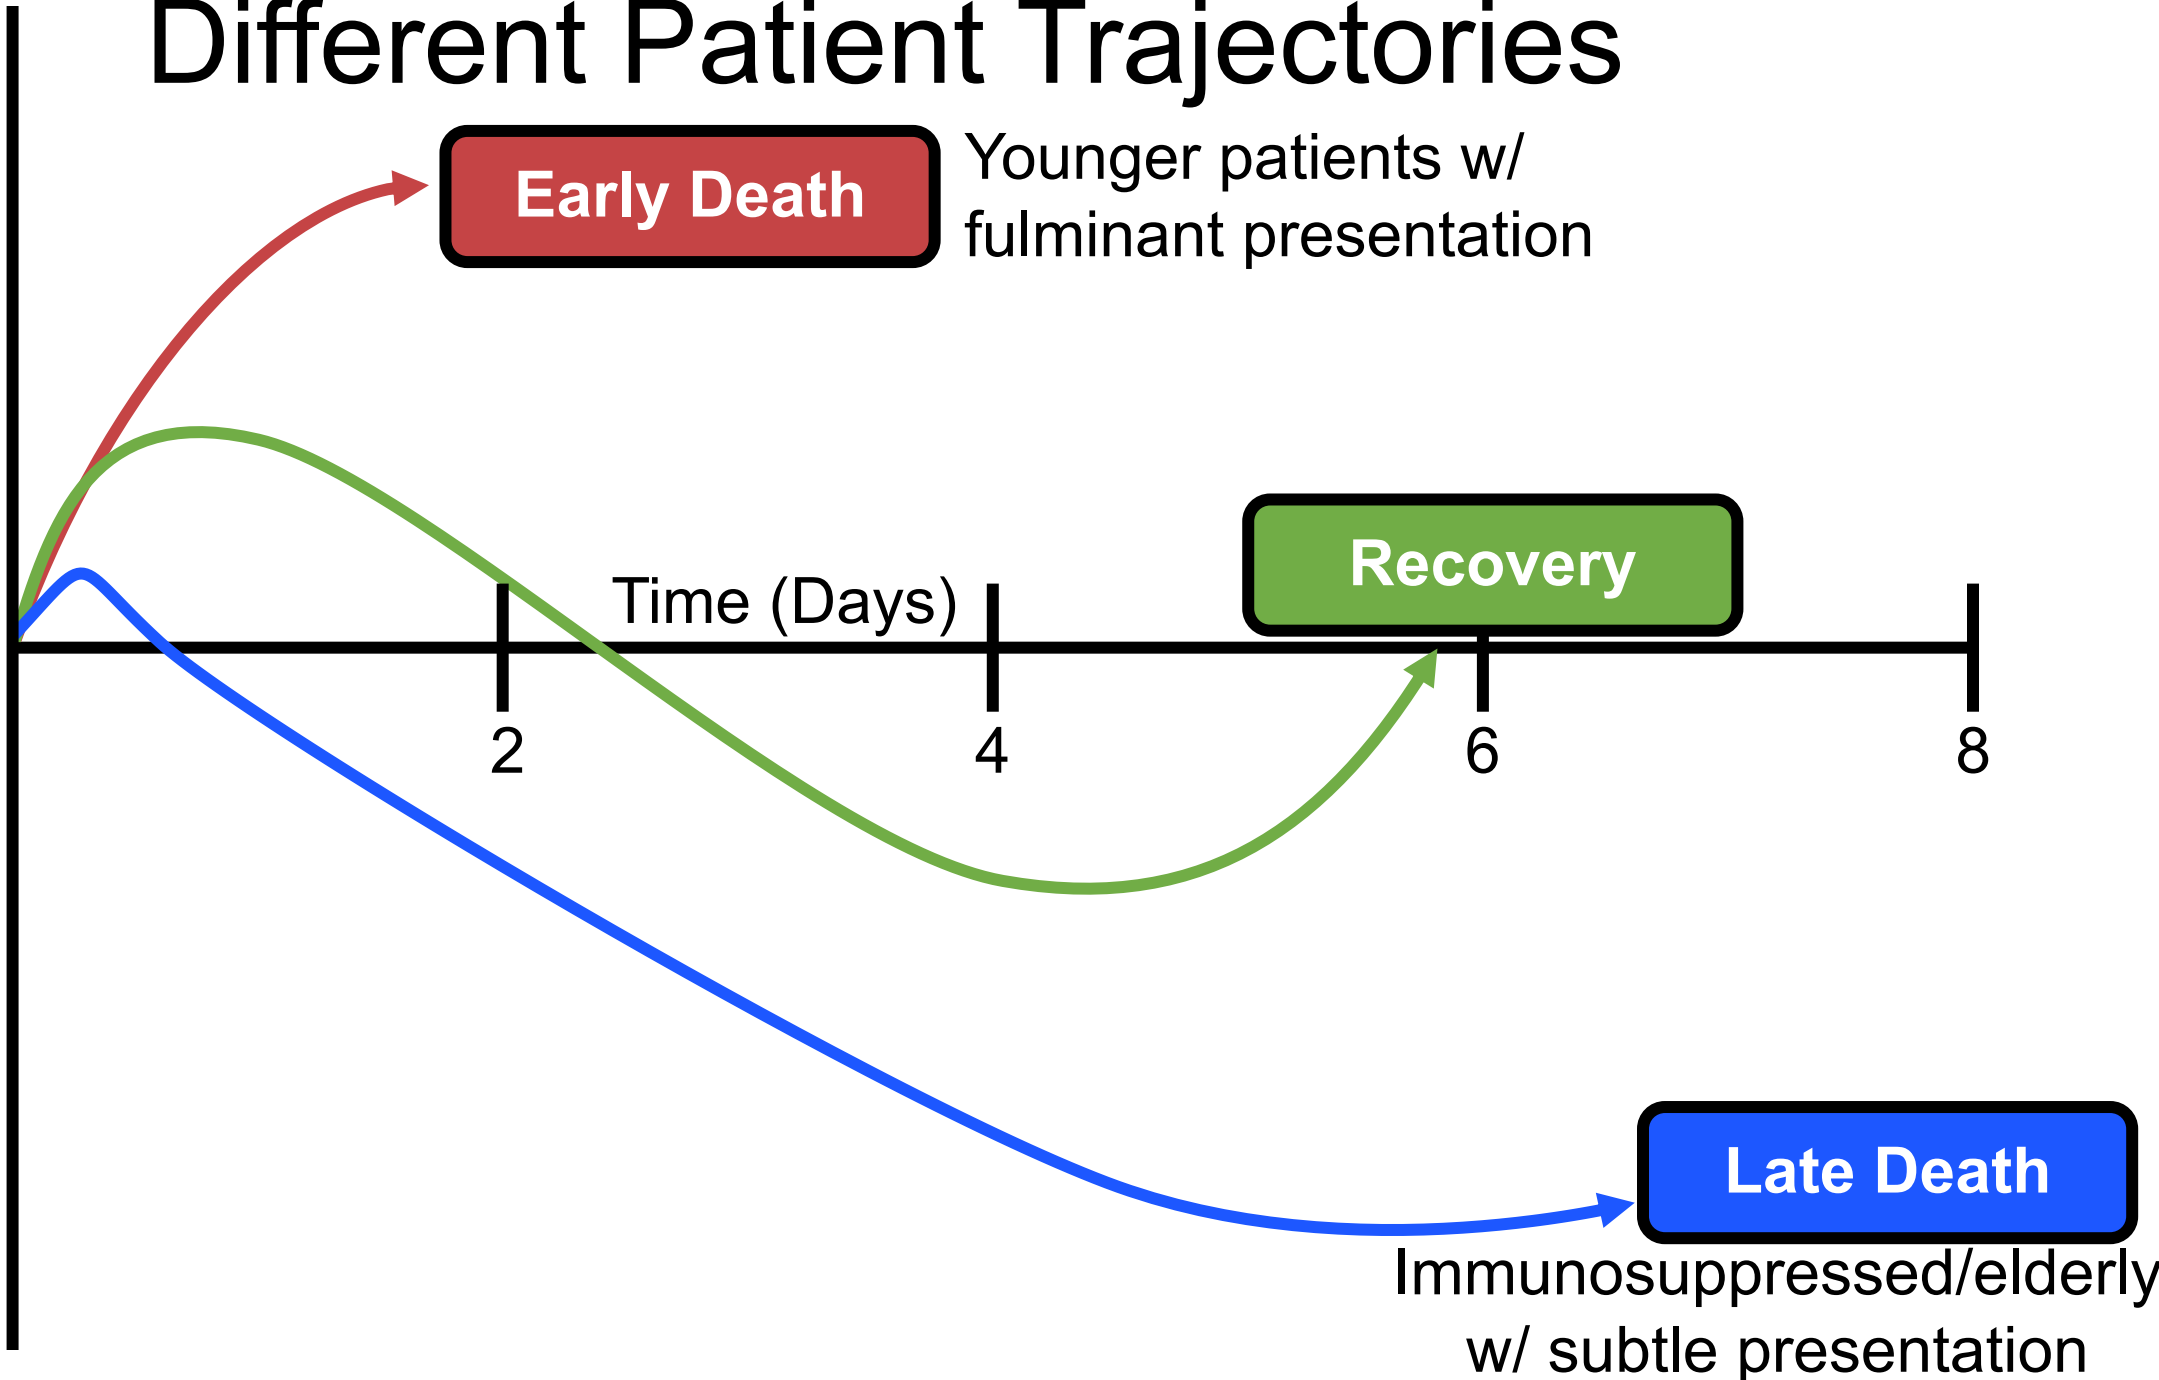 Different Patient Trajectories
Early Death
Younger patients w/
fulminant presentation
Recovery
Time (Days)
2
4
6
8
Late Death
Immunosuppressed/elderly
w/ subtle presentation